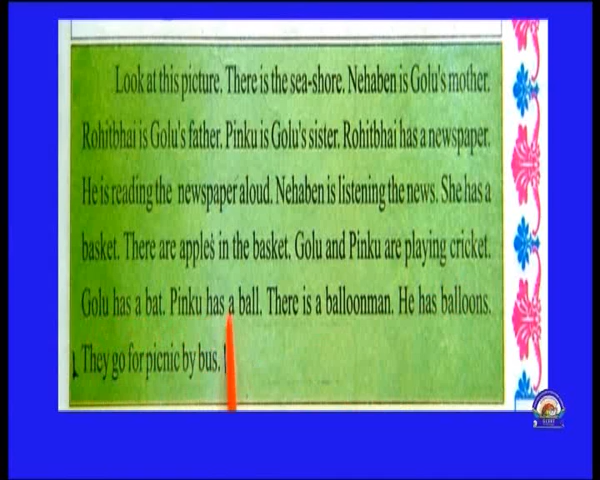 Look at this picture. There is the sea-shore. Nehaben is Golu's mother.
Rohitbhai is Golu's father. Pinku is Golu's sister. Rohitbhai has a newspaper.
He is reading the newspaper aloud. Nehaben is listening the news. She has a
basket. There are apples in the basket. Golu and Pinku are playing cricket.
Golu has a bat. Pinku has a ball. There is a balloonman. He has balloons.
They go for picnic by bus.